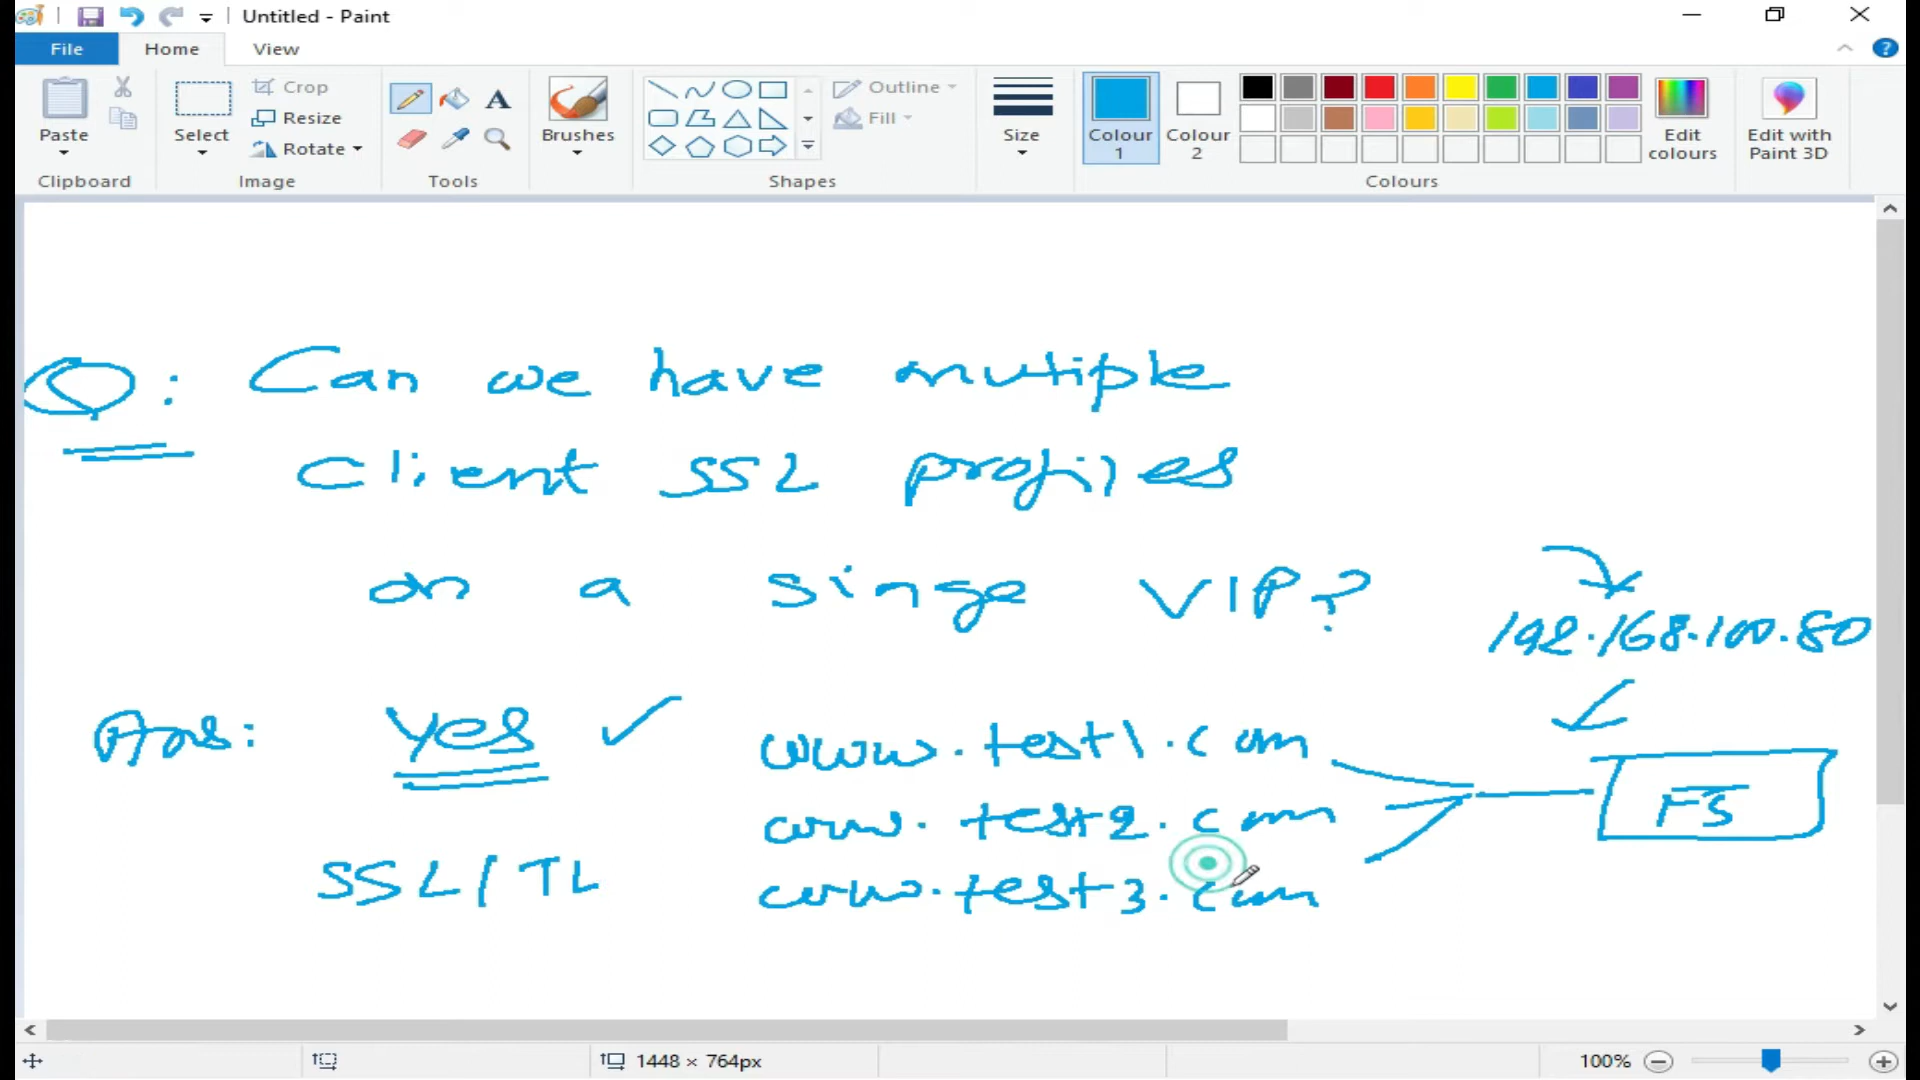 Untitled - Paint
File Home View
Paste
Clipboard
Select
Crop
Resize
Rotate
Image
Tools
Brushes
Shapes
Outline
Fill
Size
Colour 1
Colour 2
Edit colours
Edit with Paint 3D
Colours
Q: Can we have mutiple
Client SSL profiles
on a singe VIP?
192.168.100.80
Ans: Yes ✓ www.test1.com
www.test2.com
F5
SSL/TL www.test3.com
1448 × 764px
100%